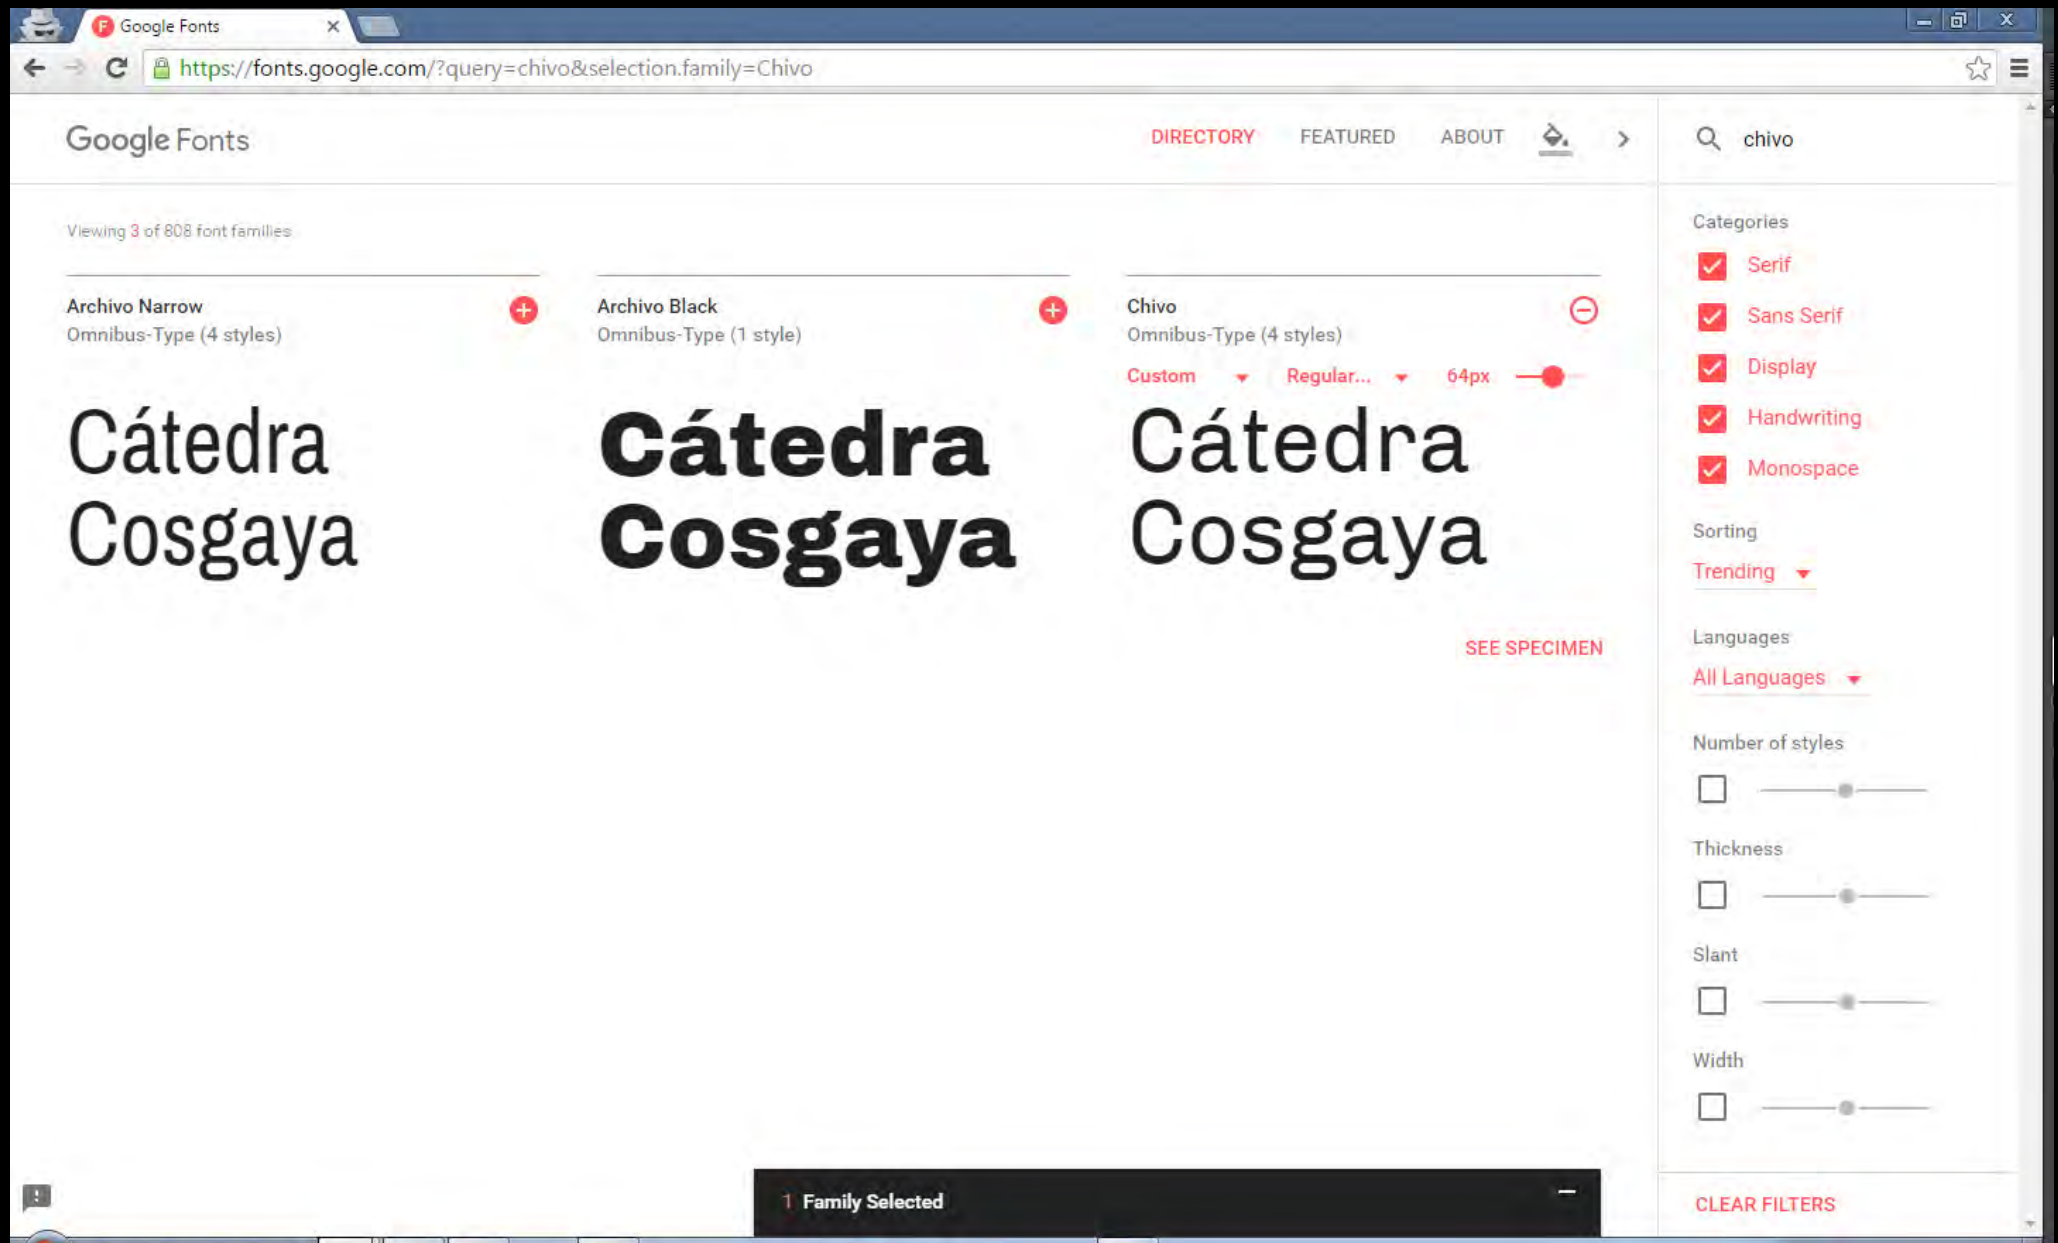 Google Fonts
https://fonts.google.com/?query=chivo&selection.family=Chivo
Google Fonts
DIRECTORY
FEATURED
ABOUT
chivo
Viewing 3 of 808 font families
Archivo Narrow
Omnibus-Type (4 styles)
Cátedra
Cosgaya
Archivo Black
Omnibus-Type (1 style)
Cátedra
Cosgaya
Chivo
Omnibus-Type (4 styles)
Custom
Regular...
64px
Cátedra
Cosgaya
SEE SPECIMEN
Categories
Serif
Sans Serif
Display
Handwriting
Monospace
Sorting
Trending
Languages
All Languages
Number of styles
Thickness
Slant
Width
1 Family Selected
CLEAR FILTERS